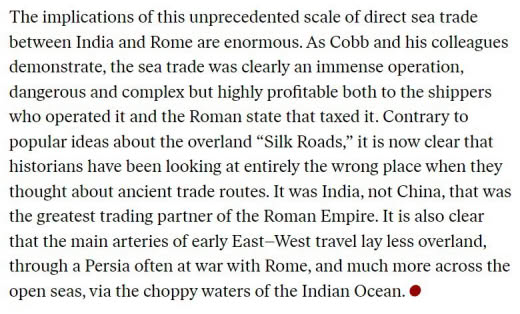 The implications of this unprecedented scale of direct sea trade
between India and Rome are enormous. As Cobb and his colleagues
demonstrate, the sea trade was clearly an immense operation,
dangerous and complex but highly profitable both to the shippers
who operated it and the Roman state that taxed it. Contrary to
popular ideas about the overland “Silk Roads,” it is now clear that
historians have been looking at entirely the wrong place when they
thought about ancient trade routes. It was India, not China, that was
the greatest trading partner of the Roman Empire. It is also clear
that the main arteries of early East–West travel lay less overland,
through a Persia often at war with Rome, and much more across the
open seas, via the choppy waters of the Indian Ocean. ●